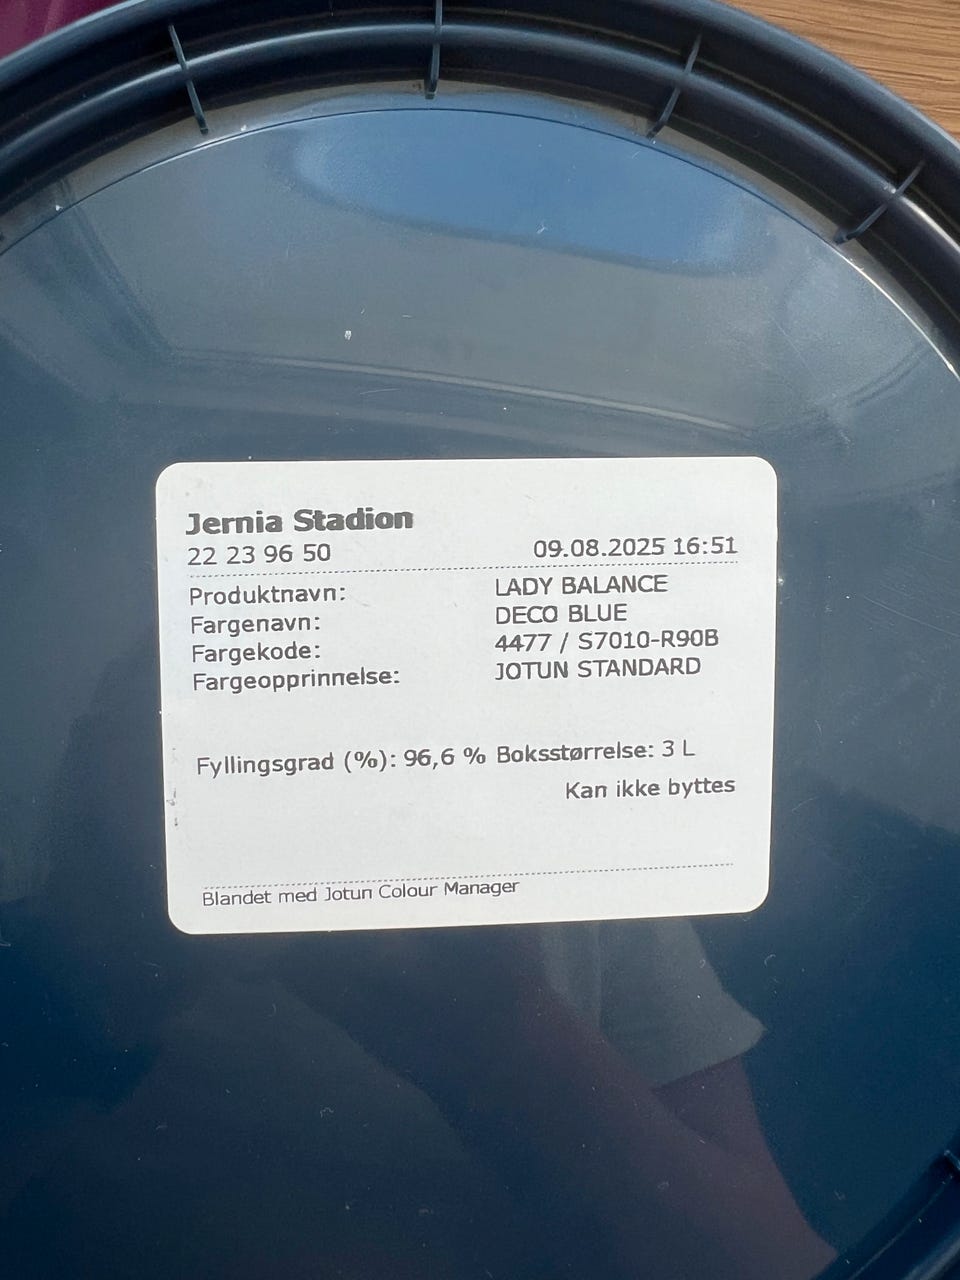 Jernia Stadion
22 23 96 50 09.08.2025 16:51
Produktnavn: LADY BALANCE
Fargenavn: DECO BLUE
Fargekode: 4477 / S7010-R90B
Fargeopprinnelse: JOTUN STANDARD
Fyllingsgrad (%): 96,6 % Boksstørrelse: 3 L
Kan ikke byttes
Blandet med Jotun Colour Manager